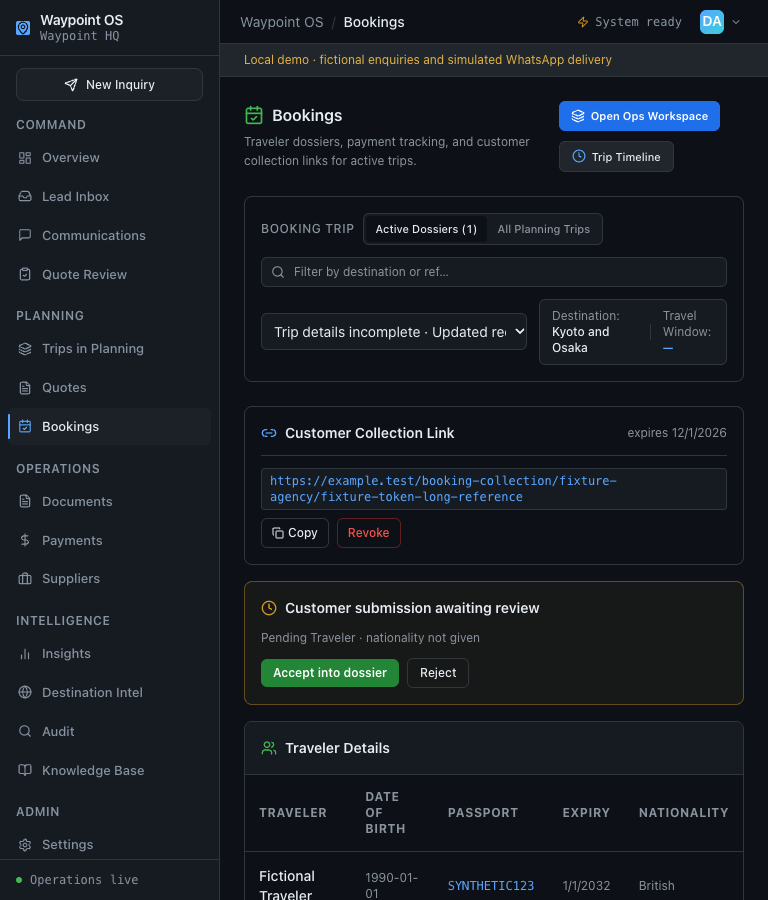 Waypoint OS
Waypoint HQ
New Inquiry
COMMAND
Overview
Lead Inbox
Communications
Quote Review
PLANNING
Trips in Planning
Quotes
Bookings
OPERATIONS
Documents
Payments
Suppliers
INTELLIGENCE
Insights
Destination Intel
Audit
Knowledge Base
ADMIN
Settings
Operations live
Waypoint OS / Bookings
System ready
DA
Local demo · fictional enquiries and simulated WhatsApp delivery
Bookings
Traveler dossiers, payment tracking, and customer
collection links for active trips.
Open Ops Workspace
Trip Timeline
BOOKING TRIP
Active Dossiers (1)
All Planning Trips
Filter by destination or ref...
Trip details incomplete · Updated re
Destination:
Kyoto and
Osaka
Travel
Window:
—
Customer Collection Link
expires 12/1/2026
https://example.test/booking-collection/fixture-
agency/fixture-token-long-reference
Copy
Revoke
Customer submission awaiting review
Pending Traveler · nationality not given
Accept into dossier
Reject
Traveler Details
TRAVELER
DATE
OF
BIRTH
PASSPORT
EXPIRY
NATIONALITY
Fictional
Traveler
1990-01-
01
SYNTHETIC123
1/1/2032
British